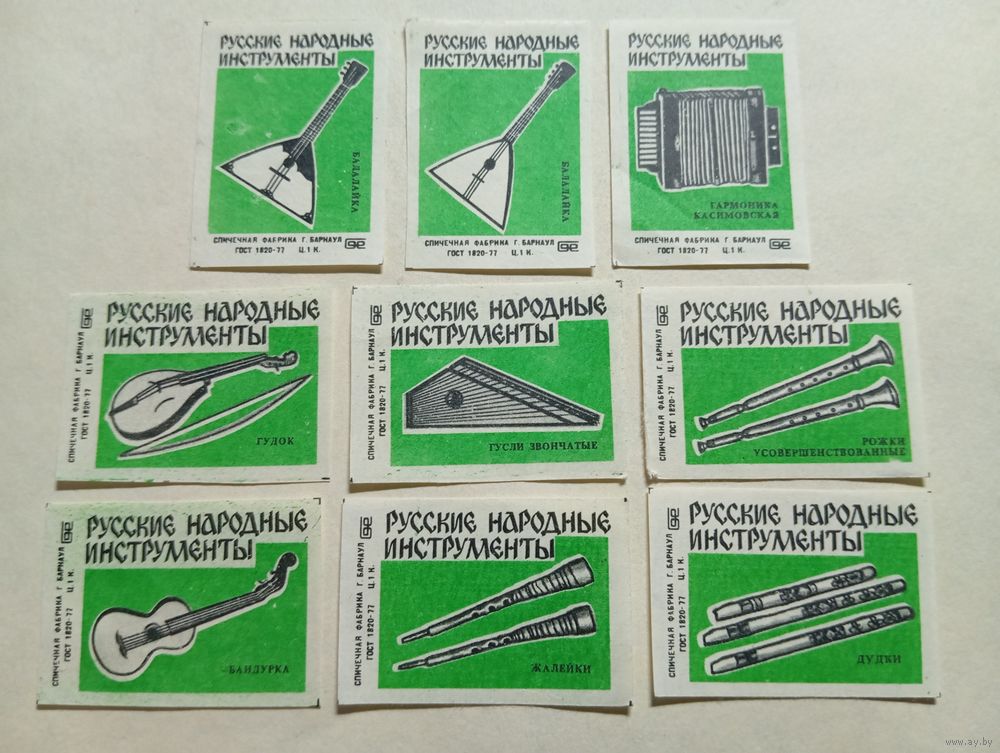 РУССКИЕ НАРОДНЫЕ
ИНСТРУМЕНТЫ
БАЛАЛАЙКА
СПИЧЕЧНАЯ ФАБРИКА Г. БАРНАУЛ
ГОСТ 1820-77 Ц.1 К.
РУССКИЕ НАРОДНЫЕ
ИНСТРУМЕНТЫ
БАЛАЛАЙКА
СПИЧЕЧНАЯ ФАБРИКА Г. БАРНАУЛ
ГОСТ 1820-77 Ц.1 К.
РУССКИЕ НАРОДНЫЕ
ИНСТРУМЕНТЫ
ГАРМОНИКА
КАСИМОВСКАЯ
СПИЧЕЧНАЯ ФАБРИКА Г. БАРНАУЛ
ГОСТ 1820-77 Ц.1 К.
РУССКИЕ НАРОДНЫЕ
ИНСТРУМЕНТЫ
ГУДОК
СПИЧЕЧНАЯ ФАБРИКА Г. БАРНАУЛ
ГОСТ 1820-77 Ц.1 К.
РУССКИЕ НАРОДНЫЕ
ИНСТРУМЕНТЫ
ГУСЛИ ЗВОНЧАТЫЕ
СПИЧЕЧНАЯ ФАБРИКА Г. БАРНАУЛ
ГОСТ 1820-77 Ц.1 К.
РУССКИЕ НАРОДНЫЕ
ИНСТРУМЕНТЫ
РОЖКИ
УСОВЕРШЕНСТВОВАННЫЕ
СПИЧЕЧНАЯ ФАБРИКА Г. БАРНАУЛ
ГОСТ 1820-77 Ц.1 К.
РУССКИЕ НАРОДНЫЕ
ИНСТРУМЕНТЫ
БАНДУРКА
СПИЧЕЧНАЯ ФАБРИКА Г. БАРНАУЛ
ГОСТ 1820-77 Ц.1 К.
РУССКИЕ НАРОДНЫЕ
ИНСТРУМЕНТЫ
ЖАЛЕЙКИ
СПИЧЕЧНАЯ ФАБРИКА Г. БАРНАУЛ
ГОСТ 1820-77 Ц.1 К.
РУССКИЕ НАРОДНЫЕ
ИНСТРУМЕНТЫ
ДУДКИ
СПИЧЕЧНАЯ ФАБРИКА Г. БАРНАУЛ
ГОСТ 1820-77 Ц.1 К.
www.ay.by